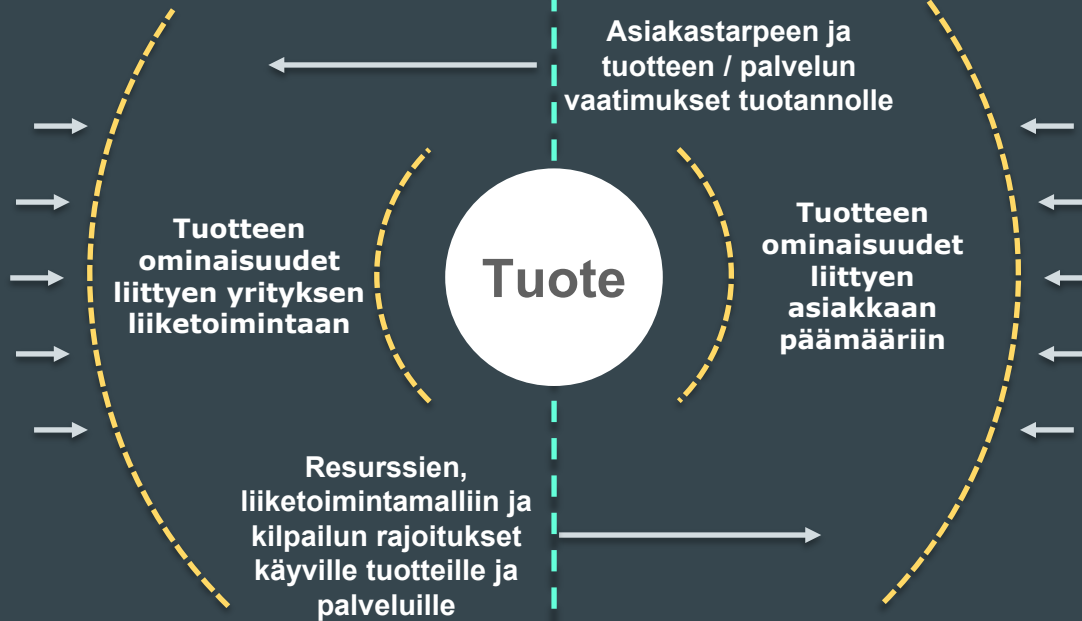 Asiakastarpeen ja
tuotteen / palvelun
vaatimukset tuotannolle
Tuotteen
ominaisuudet
liittyen yrityksen
liiketoimintaan
Tuote
Tuotteen
ominaisuudet
liittyen
asiakkaan
päämääriin
Resurssien,
liiketoimintamalliin ja
kilpailun rajoitukset
käyville tuotteille ja
palveluille